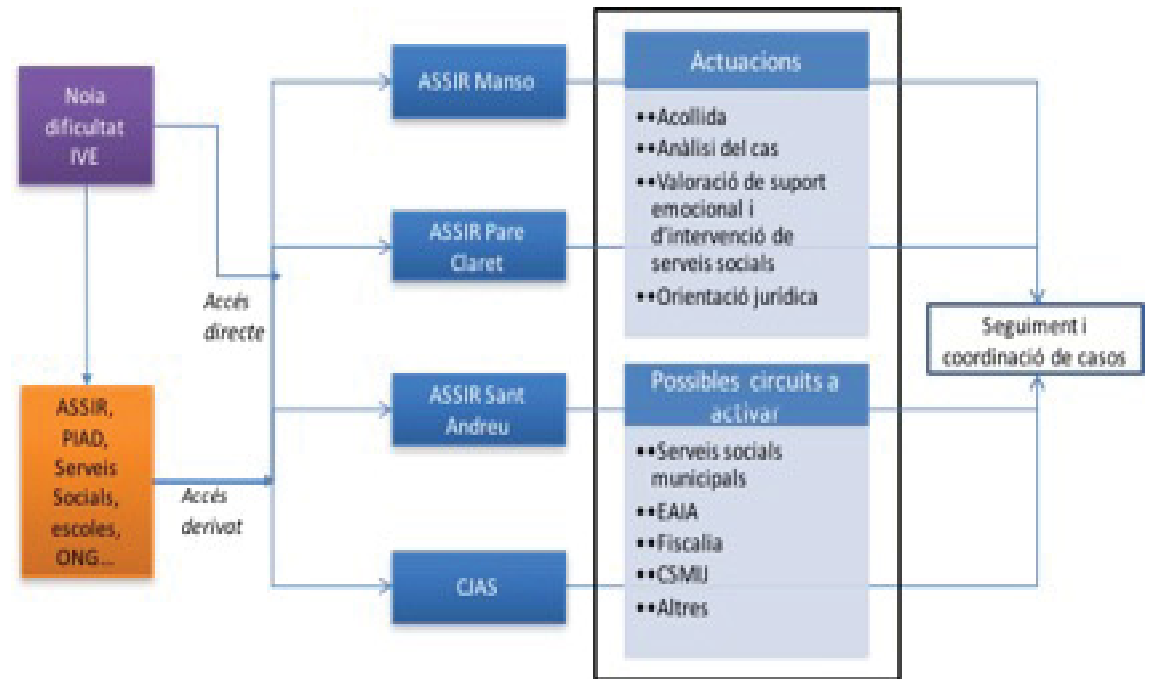 Noia
dificultat
IVE
Accés
directe
ASSIR,
PIAD,
Serveis
Socials,
escoles,
ONG...
Accés
derivat
ASSIR Manso
ASSIR Pare
Claret
ASSIR Sant
Andreu
CJAS
Actuacions
••Acollida
••Anàlisi del cas
••Valoració de suport
emocional i
d'intervenció de
serveis socials
••Orientació jurídica
Possibles circuits a
activar
••Serveis socials
municipals
••EAIA
••Fiscalia
••CSMIJ
••Altres
Seguiment i
coordinació de casos